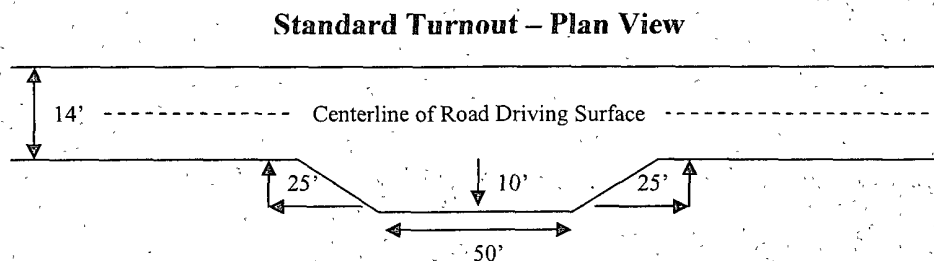 Standard Turnout – Plan View
14'
Centerline of Road Driving Surface
25'
10'
25'
50'